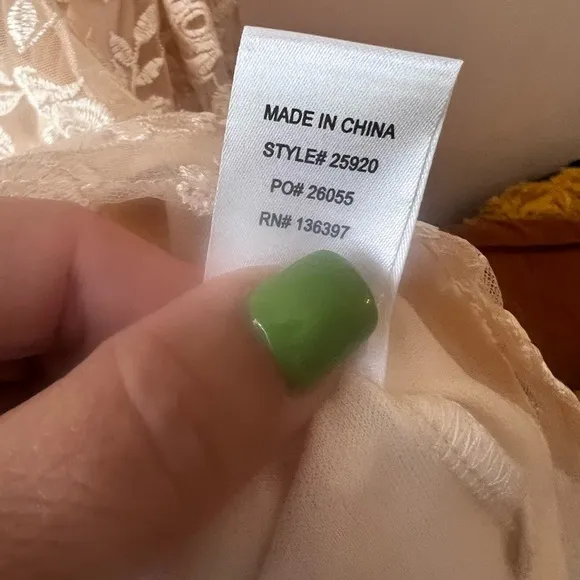 MADE IN CHINA
STYLE# 25920
PO# 26055
RN# 136397